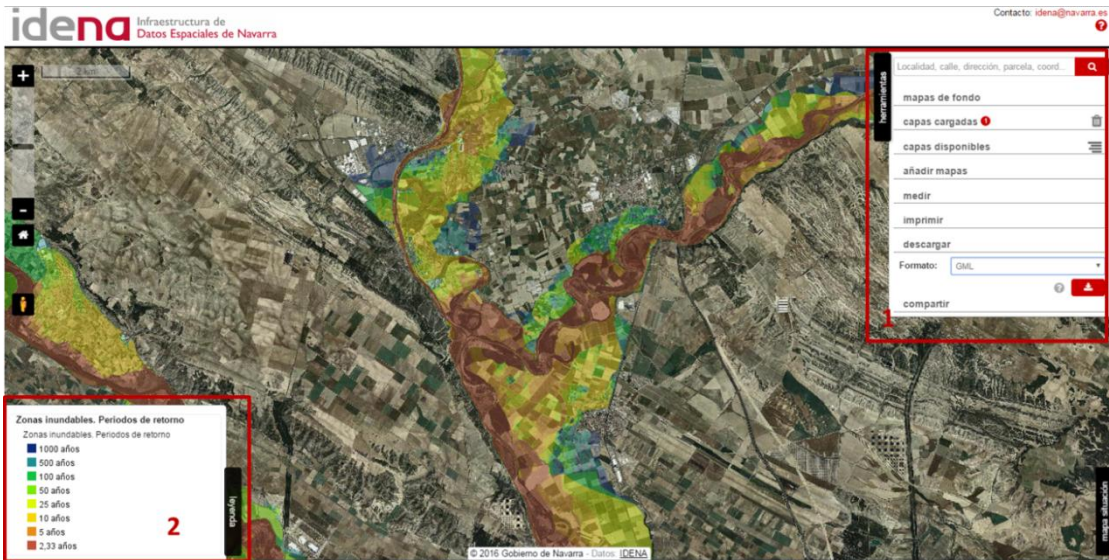 idena
Infraestructura de
Datos Espaciales de Navarra
Contacto: idena@navarra.es
?
+
2 km
-
herramientas
Localidad, calle, dirección, parcela, coord...
mapas de fondo
capas cargadas 1
capas disponibles
añadir mapas
medir
imprimir
descargar
Formato: GML
?
compartir
1
Zonas inundables. Periodos de retorno
Zonas inundables. Periodos de retorno
1000 años
500 años
100 años
50 años
25 años
10 años
5 años
2,33 años
2
leyenda
mapa situación
© 2016 Gobierno de Navarra - Datos: IDENA